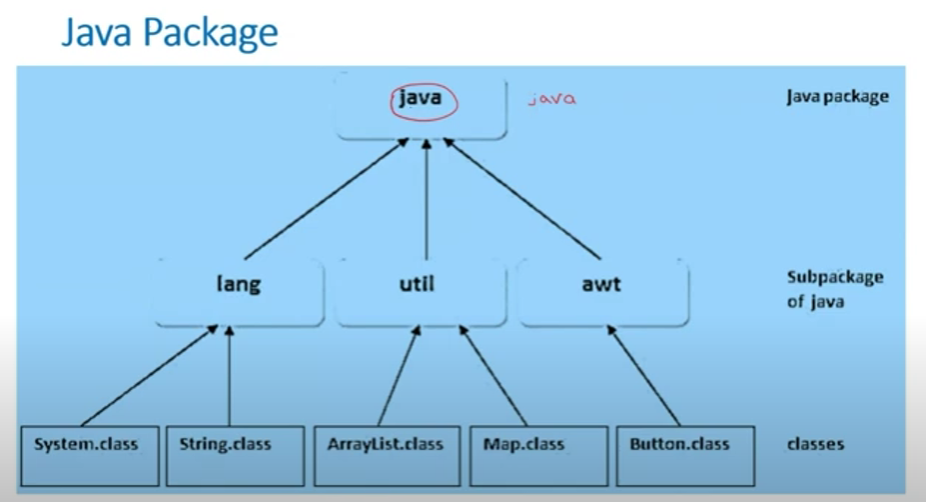 Java Package
java
java
Java package
lang
util
awt
Subpackage
of java
System.class
String.class
ArrayList.class
Map.class
Button.class
classes